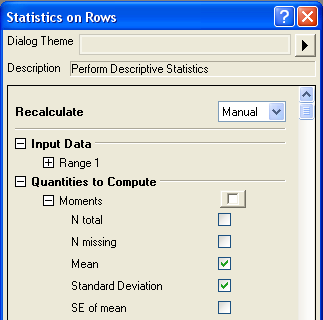 Statistics on Rows
Dialog Theme
Description Perform Descriptive Statistics
Recalculate Manual
Input Data
Range 1
Quantities to Compute
Moments
N total
N missing
Mean
Standard Deviation
SE of mean